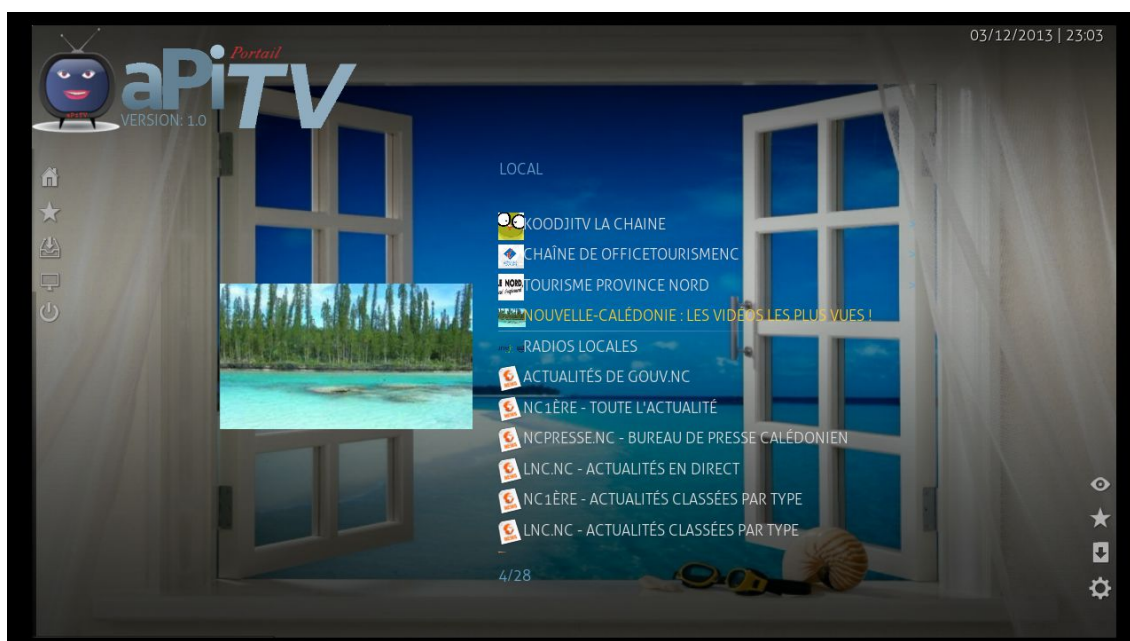 03/12/2013 | 23:03
Portail
aPiTV
VERSION: 1.0
LOCAL
KOODJITV LA CHAINE
CHAÎNE DE OFFICETOURISMENC
TOURISME PROVINCE NORD
NOUVELLE-CALÉDONIE : LES VIDÉOS LES PLUS VUES !
RADIOS LOCALES
ACTUALITÉS DE GOUV.NC
NC1ÈRE - TOUTE L'ACTUALITÉ
NCPRESSE.NC - BUREAU DE PRESSE CALÉDONIEN
LNC.NC - ACTUALITÉS EN DIRECT
NC1ÈRE - ACTUALITÉS CLASSÉES PAR TYPE
LNC.NC - ACTUALITÉS CLASSÉES PAR TYPE
4/28